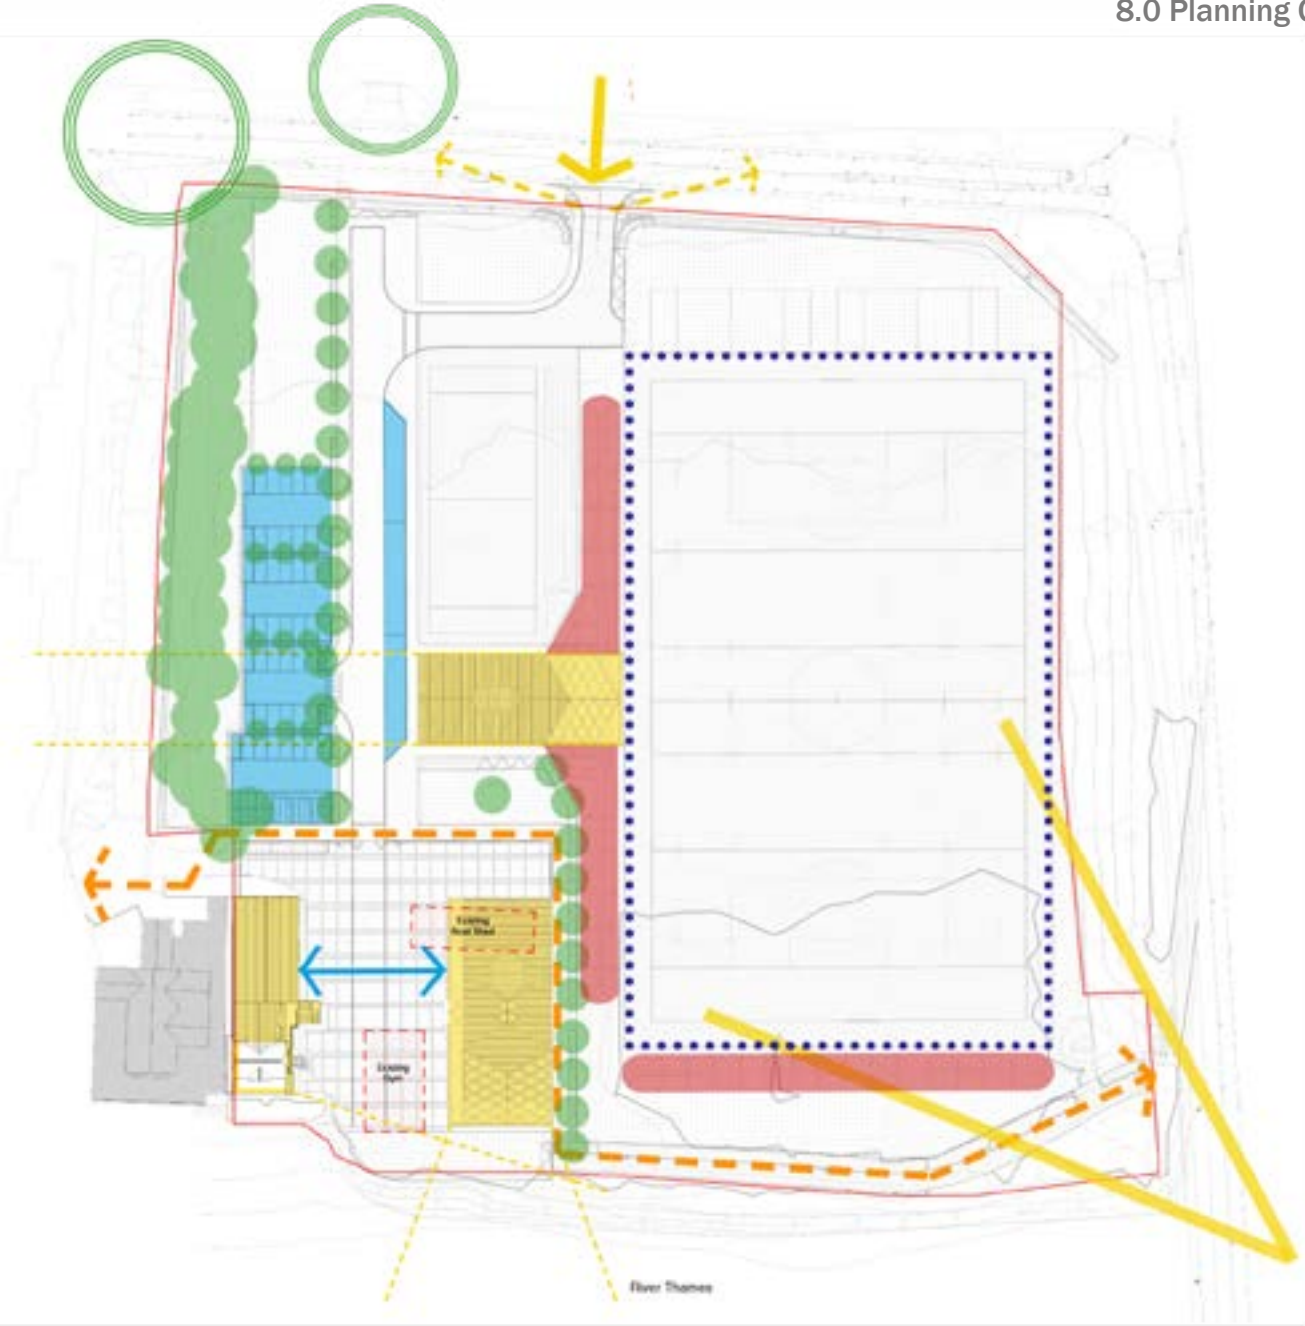 8.0 Planning
Existing
Boat Shed
Existing
Gym
River Thames